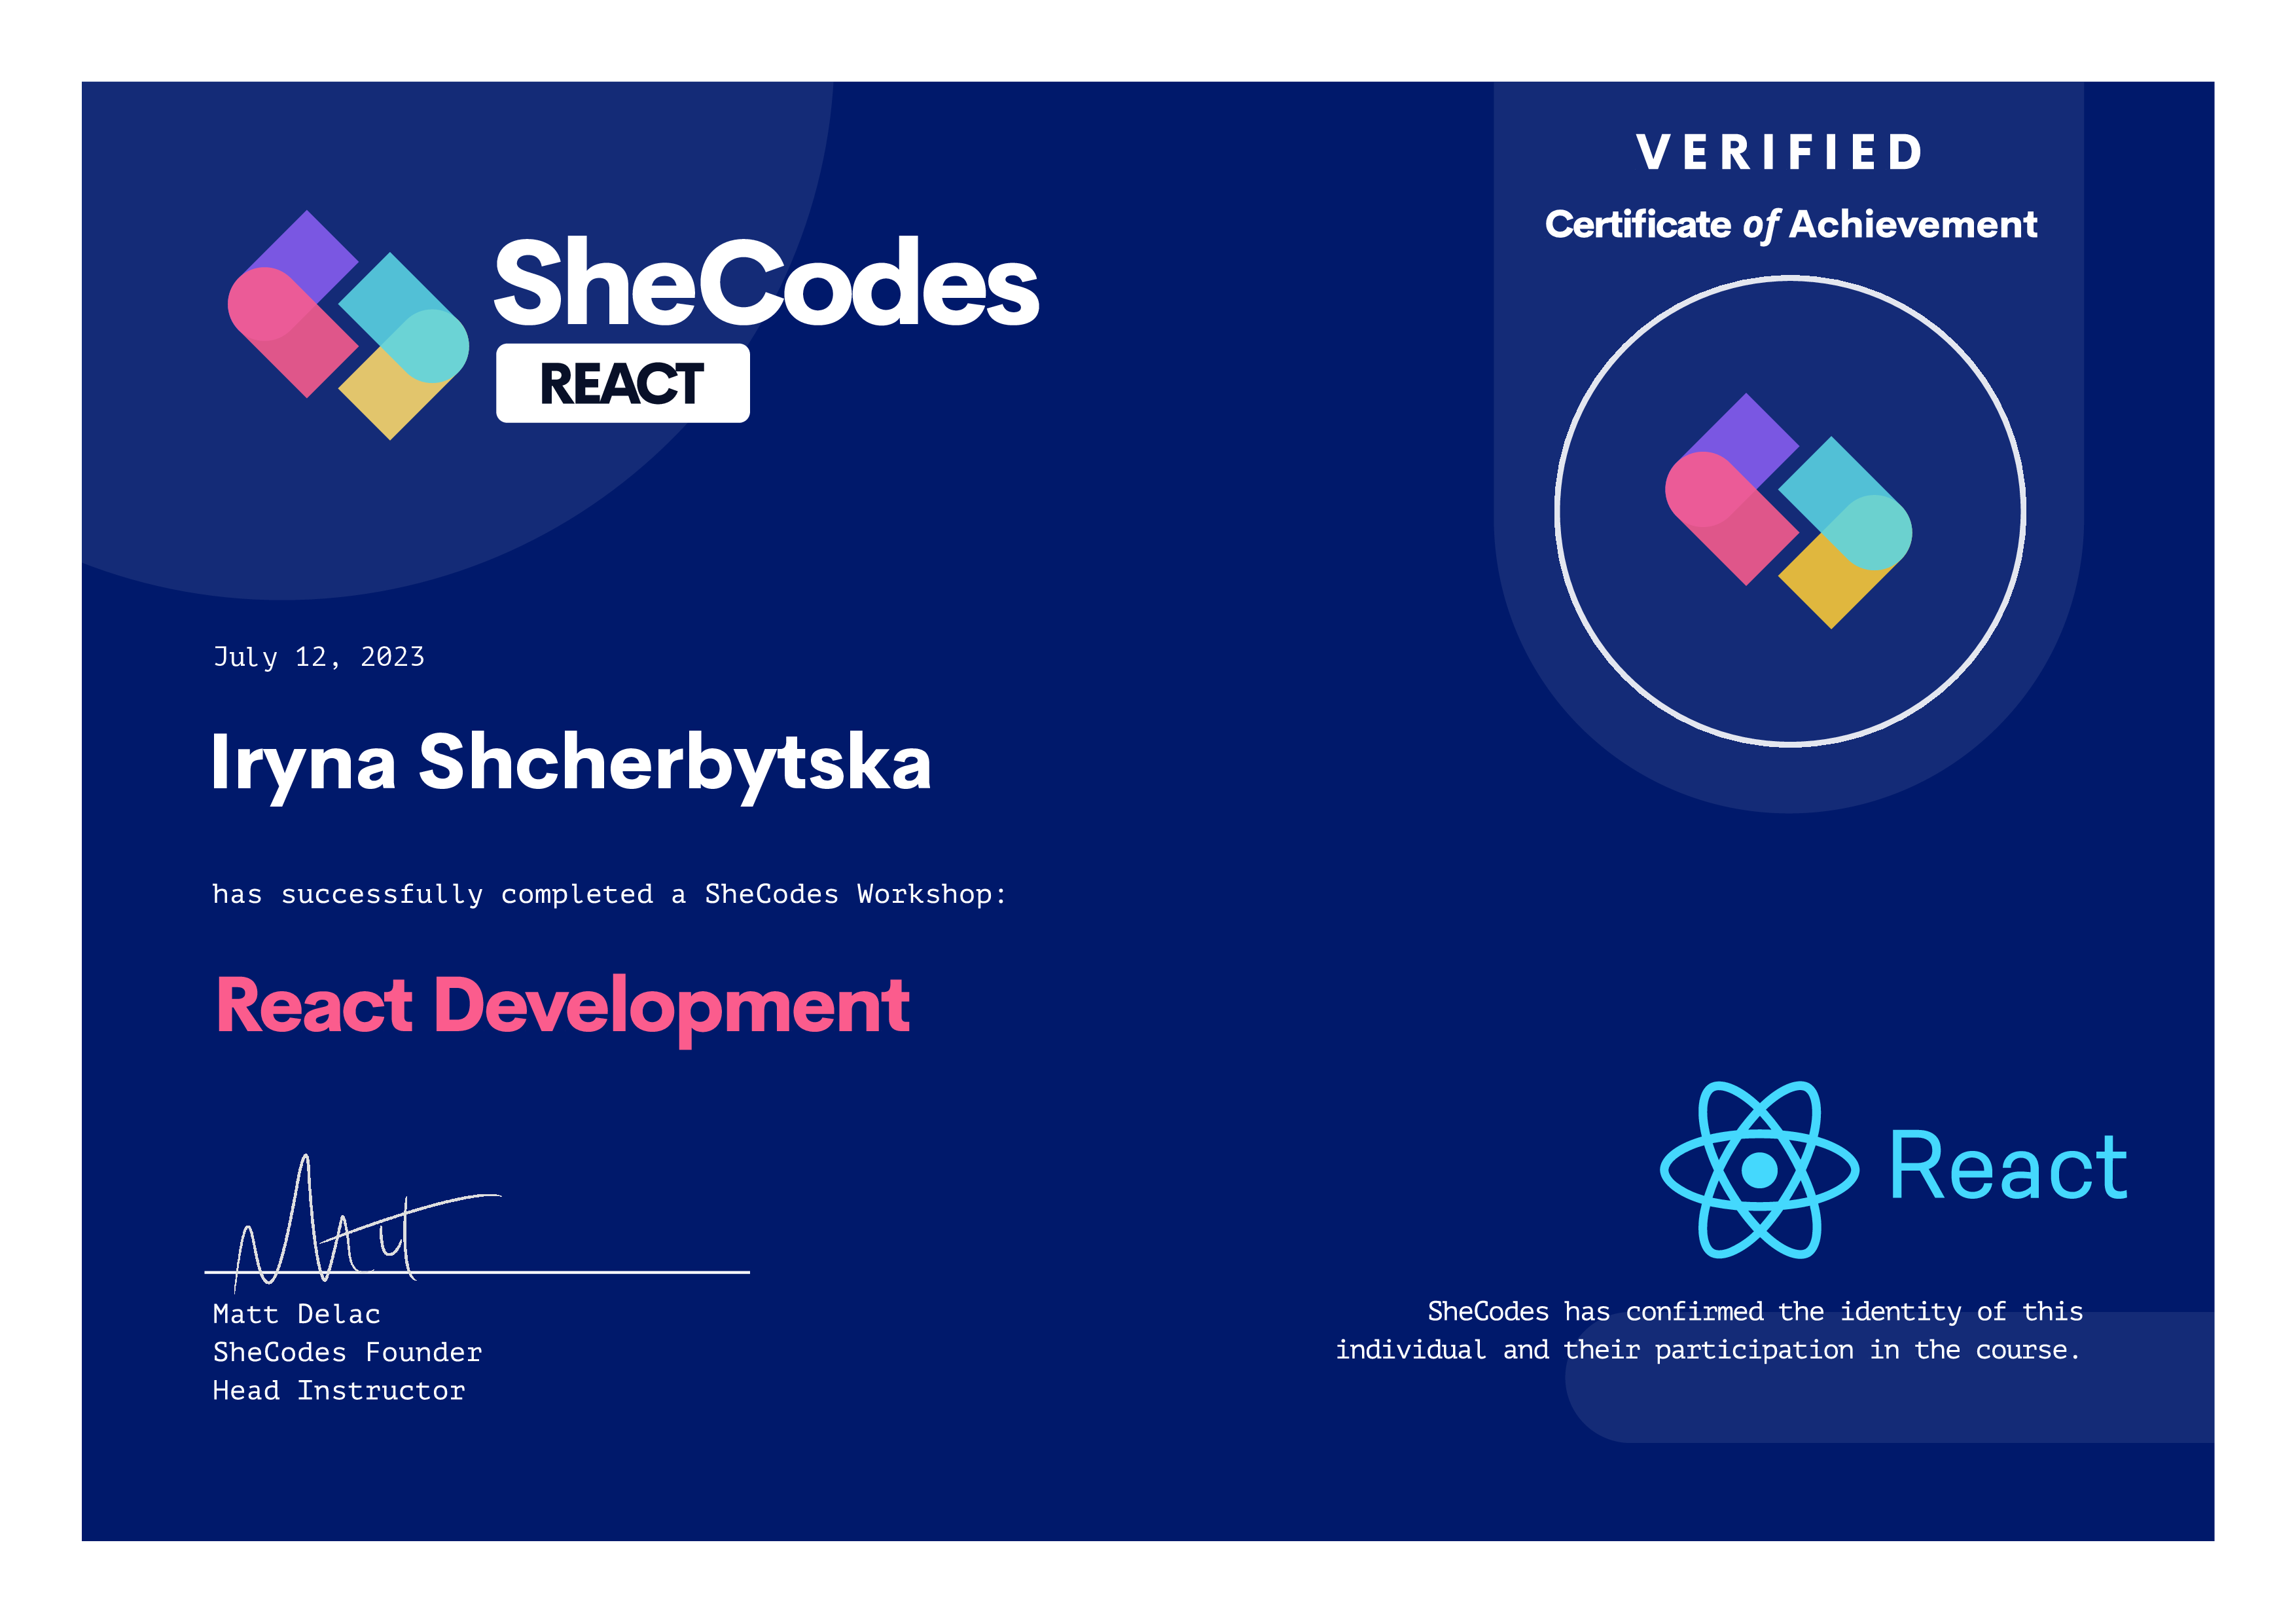 VERIFIED
Certificate of Achievement
SheCodes
REACT
July 12, 2023
Iryna Shcherbytska
has successfully completed a SheCodes Workshop:
React Development
React
Matt
Matt Delac
SheCodes Founder
Head Instructor
SheCodes has confirmed the identity of this
individual and their participation in the course.